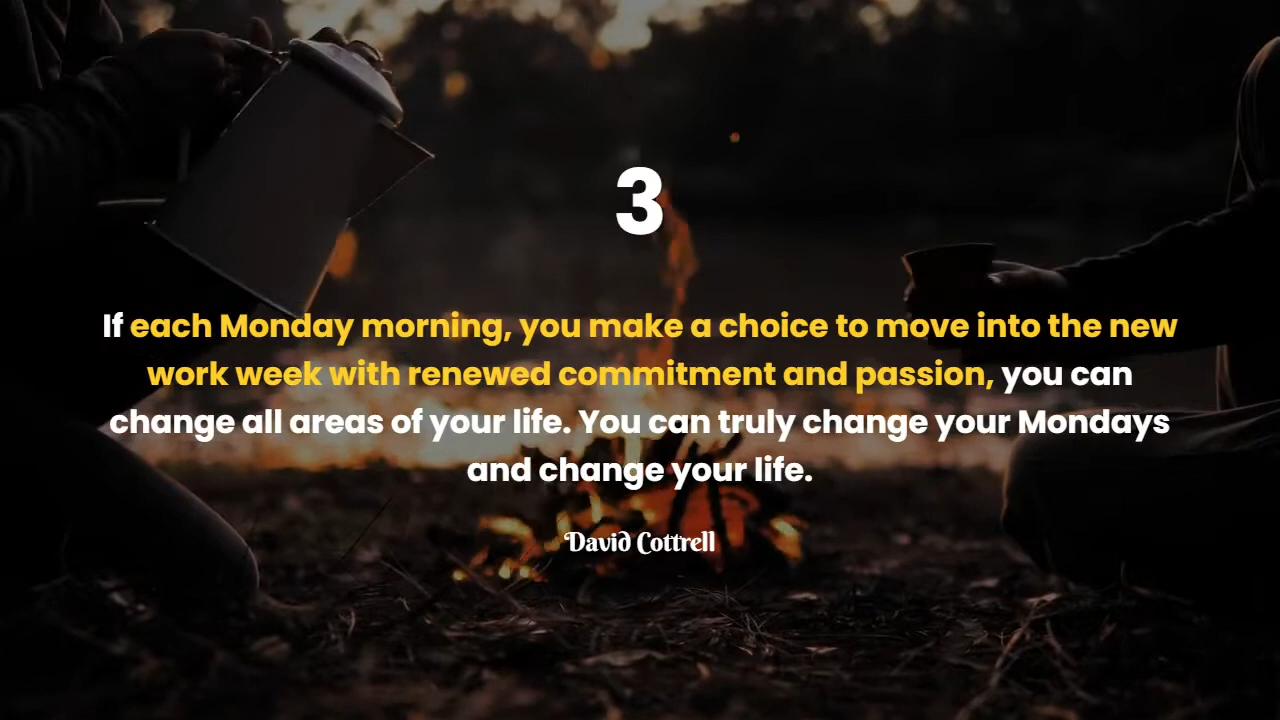 3
If each Monday morning, you make a choice to move into the new
work week with renewed commitment and passion, you can
change all areas of your life. You can truly change your Mondays
and change your life.
David Cottrell